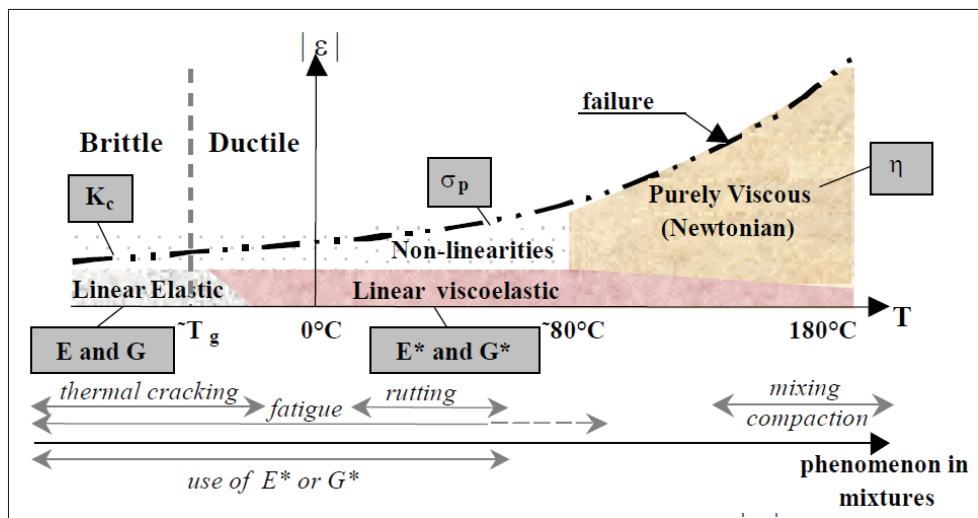 | ε |
failure
Brittle
Ductile
η
σp
Kc
Purely Viscous
(Newtonian)
Non-linearities
Linear Elastic
Linear viscoelastic
~Tg
0°C
~80°C
180°C
T
E and G
E* and G*
thermal cracking
rutting
mixing
fatigue
compaction
phenomenon in
mixtures
use of E* or G*